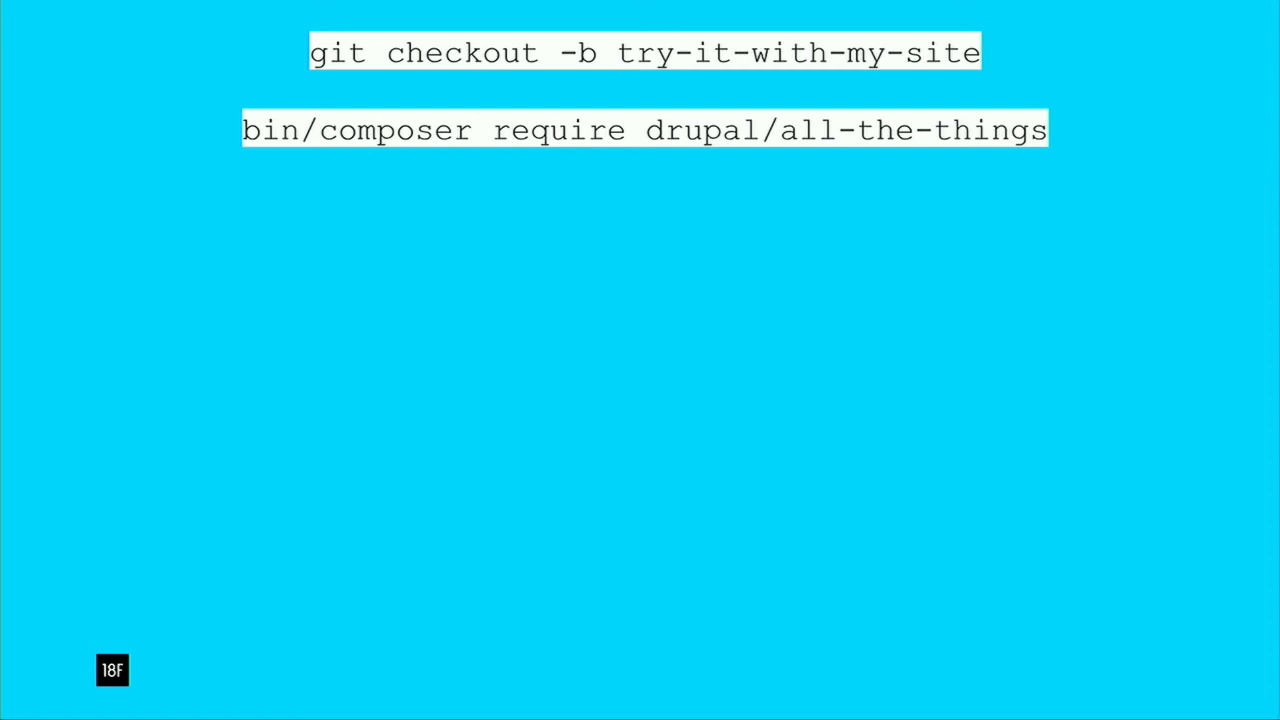 git checkout -b try-it-with-my-site
bin/composer require drupal/all-the-things
18F